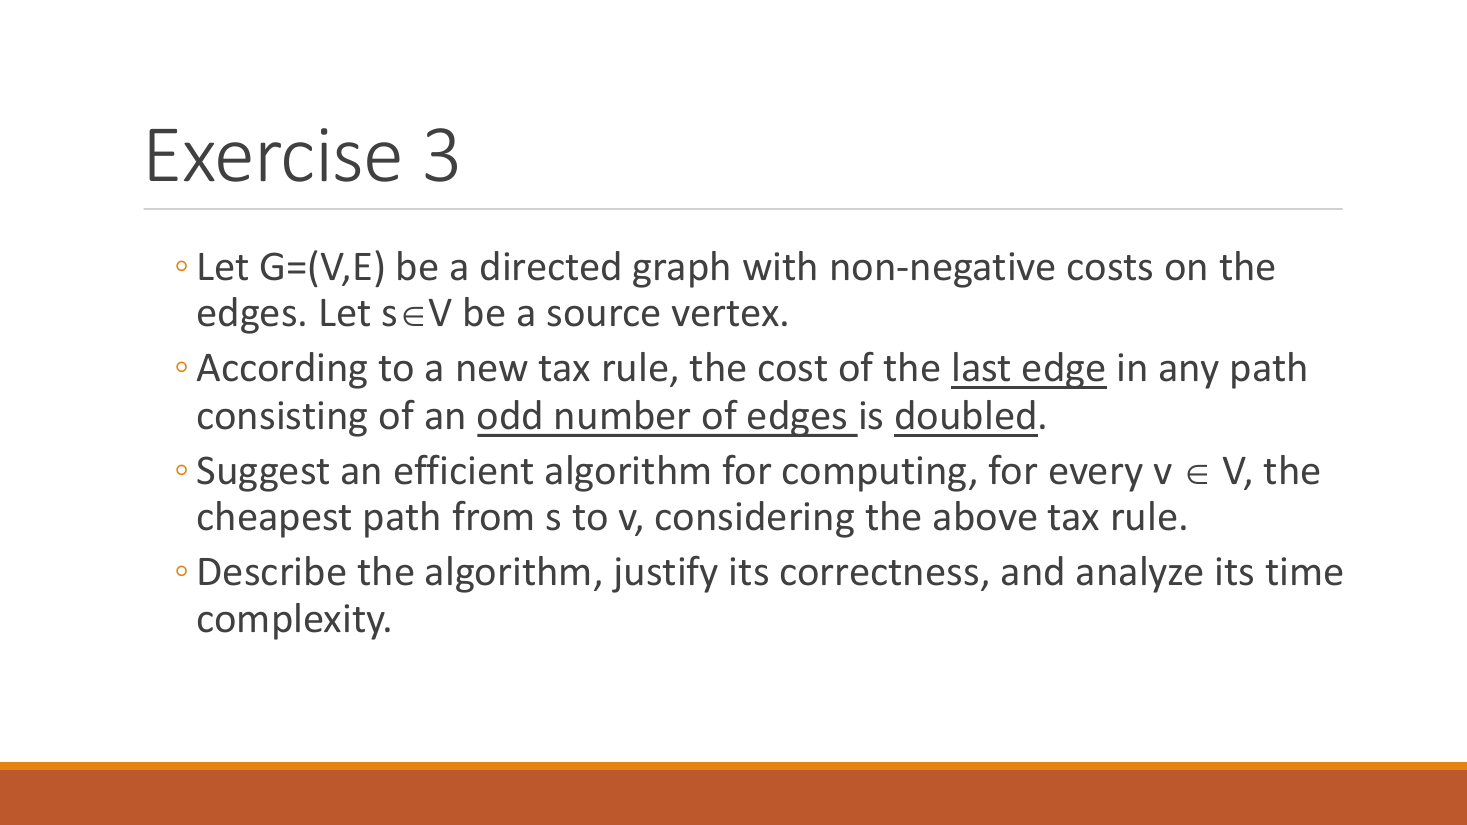 Exercise 3
◦ Let G=(V,E) be a directed graph with non-negative costs on the
edges. Let s∈V be a source vertex.
◦ According to a new tax rule, the cost of the last edge in any path
consisting of an odd number of edges is doubled.
◦ Suggest an efficient algorithm for computing, for every v ∈ V, the
cheapest path from s to v, considering the above tax rule.
◦ Describe the algorithm, justify its correctness, and analyze its time
complexity.